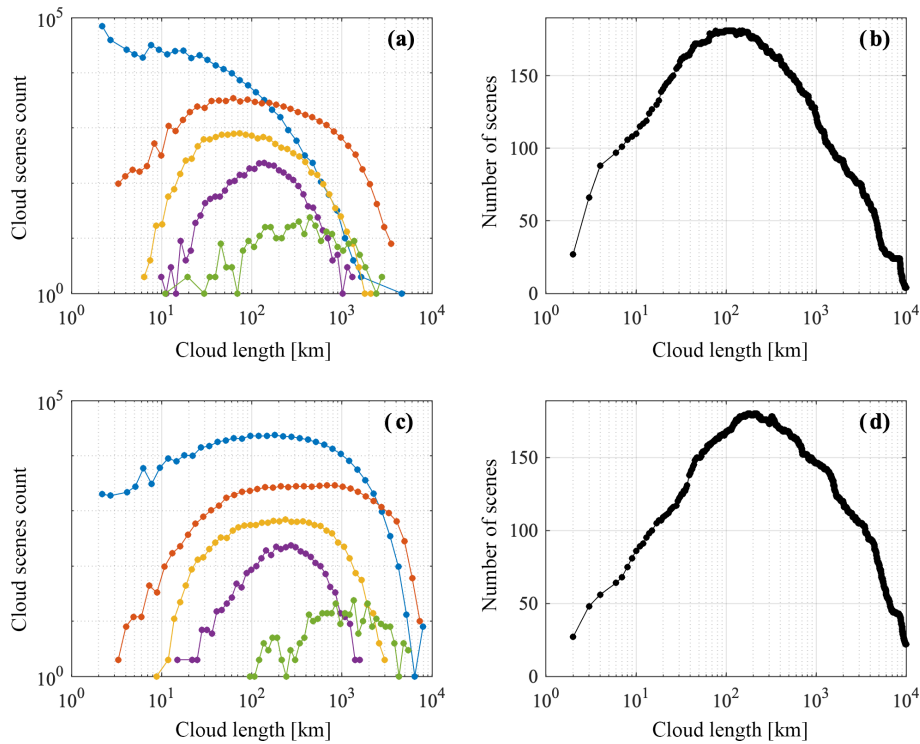 (a)
10^5
Cloud scenes count
10^0
10^0 10^1 10^2 10^3 10^4
Cloud length [km]
(b)
150
100
50
0
Number of scenes
10^0 10^1 10^2 10^3 10^4
Cloud length [km]
(c)
10^5
Cloud scenes count
10^0
10^0 10^1 10^2 10^3 10^4
Cloud length [km]
(d)
150
100
50
0
Number of scenes
10^0 10^1 10^2 10^3 10^4
Cloud length [km]